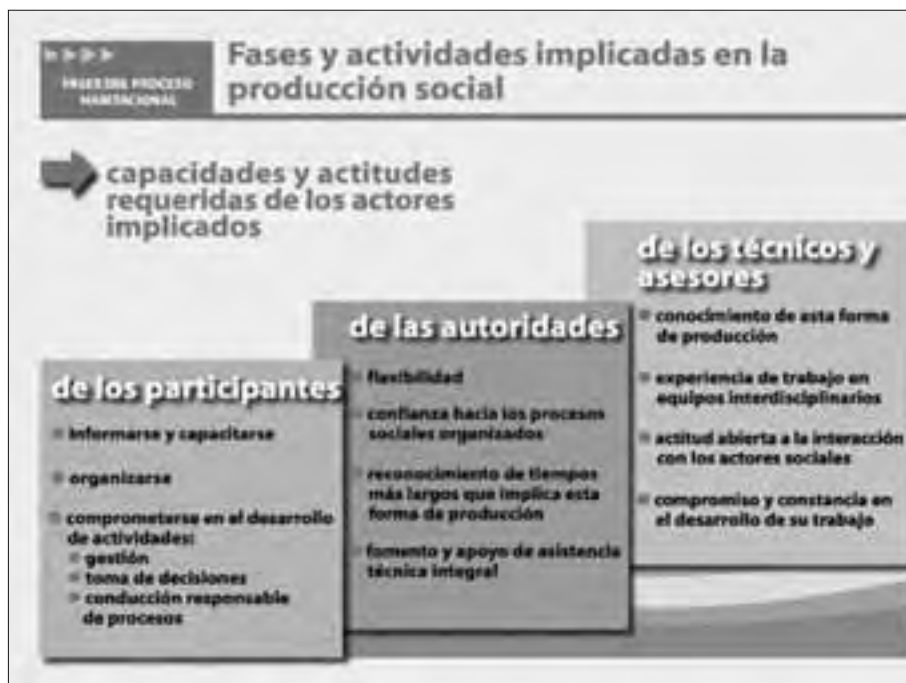 FASES DEL PROCESO
HABITACIONAL
Fases y actividades implicadas en la
producción social
capacidades y actitudes
requeridas de los actores
implicados
de los participantes
informarse y capacitarse
organizarse
comprometerse en el desarrollo
de actividades:
gestión
toma de decisiones
conducción responsable
de procesos
de las autoridades
flexibilidad
confianza hacia los procesos
sociales organizados
reconocimiento de tiempos
más largos que implica esta
forma de producción
fomento y apoyo de asistencia
técnica integral
de los técnicos y
asesores
conocimiento de esta forma
de producción
experiencia de trabajo en
equipos interdisciplinarios
actitud abierta a la interacción
con los actores sociales
compromiso y constancia en
el desarrollo de su trabajo